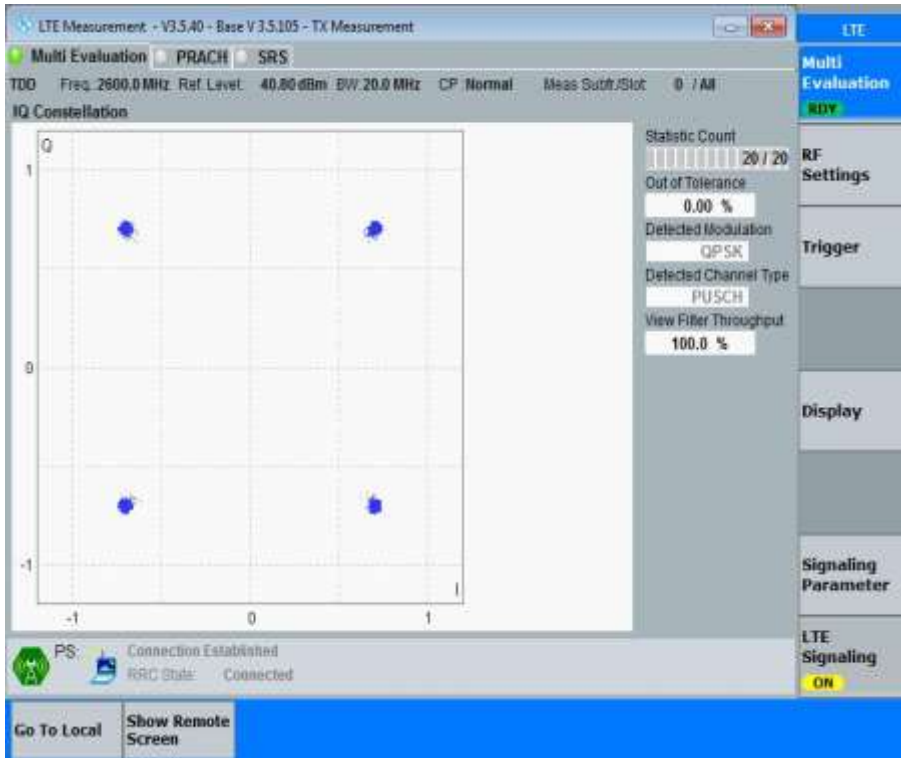 LTE Measurement - V3.5.40 - Base V 3.5.105 - TX Measurement
LTE
Multi Evaluation PRACH SRS
Multi
Evaluation
RDY
TDD Freq.:2600.0 MHz Ref. Level: 40.80 dBm BW:20.0 MHz CP:Normal Meas Subfr./Slot: 0 / All
IQ Constellation
Q
1
0
-1
-1
0
1
I
Statistic Count
20 / 20
Out of Tolerance
0.00 %
Detected Modulation
QPSK
Detected Channel Type
PUSCH
View Filter Throughput
100.0 %
RF
Settings
Trigger
Display
Signaling
Parameter
LTE
Signaling
ON
PS: Connection Established
RRC State: Connected
Go To Local
Show Remote
Screen